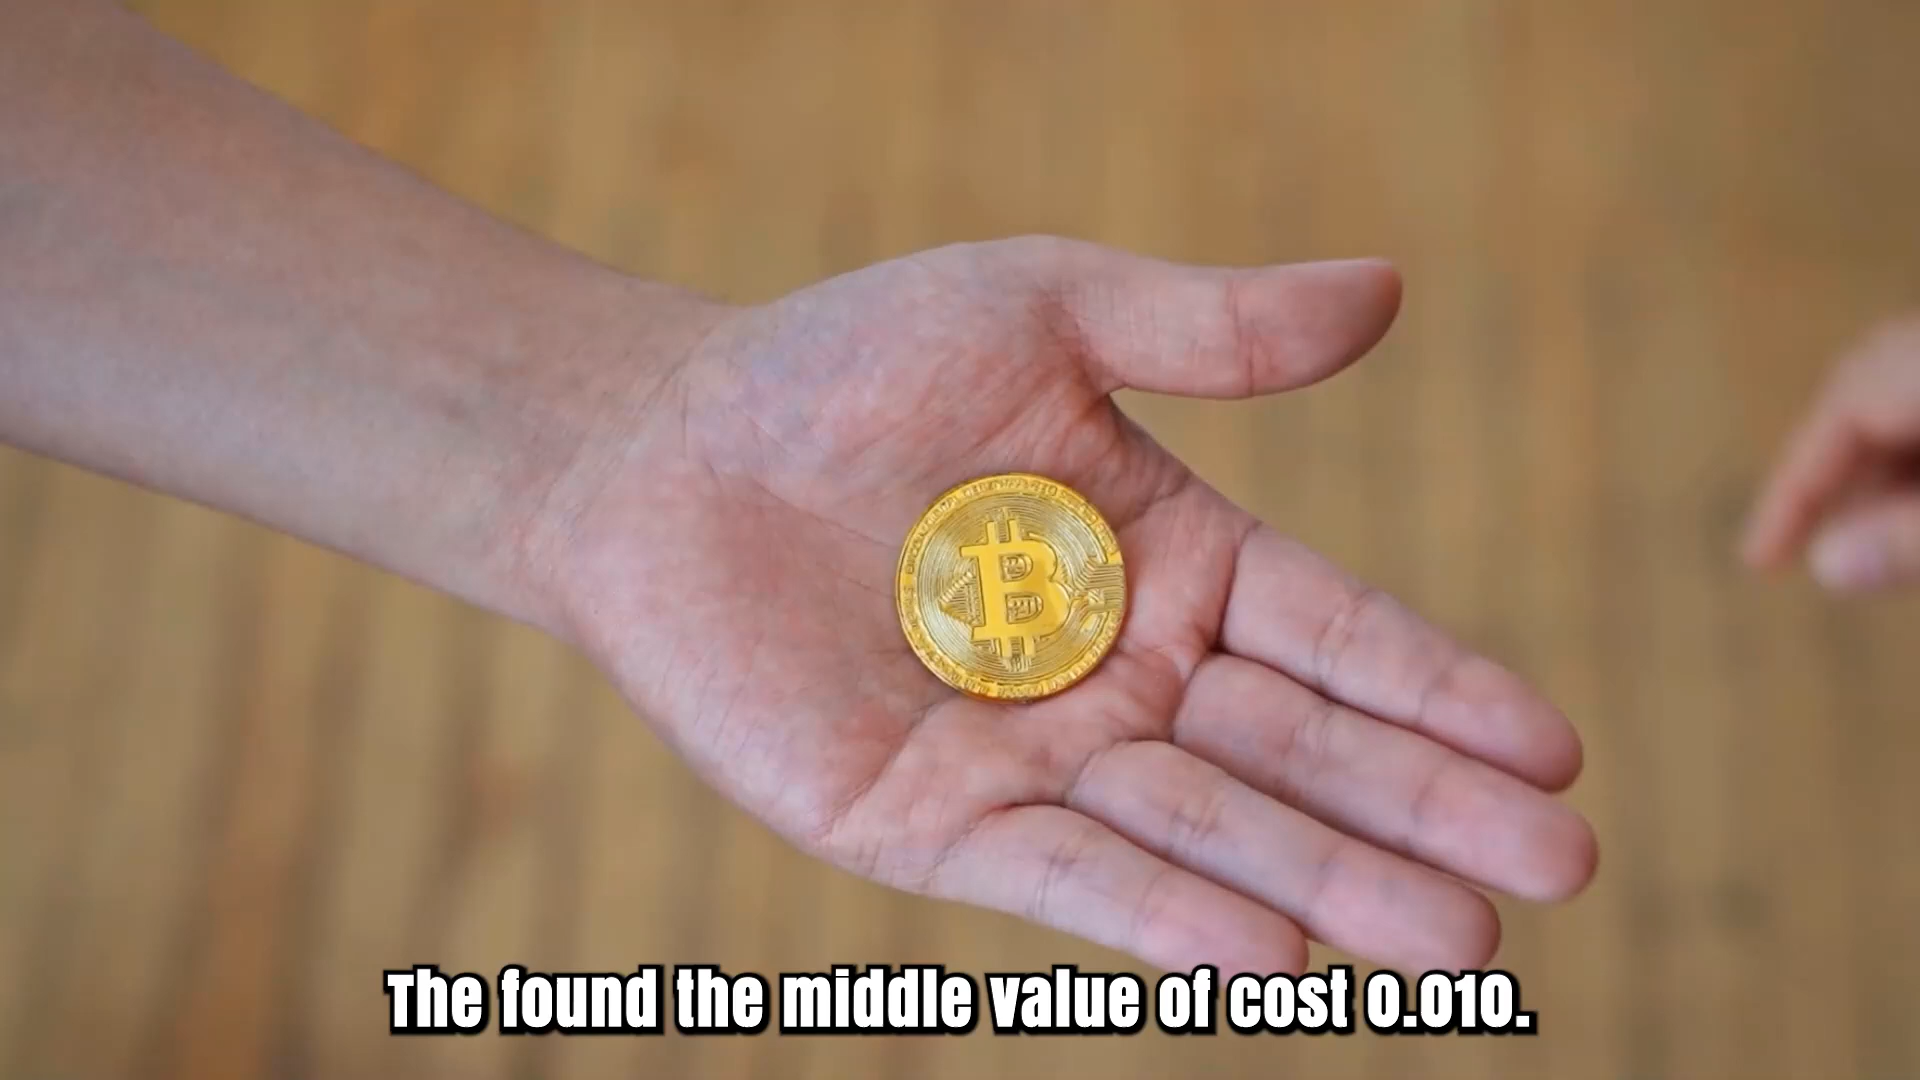 The found the middle value of cost 0.010.